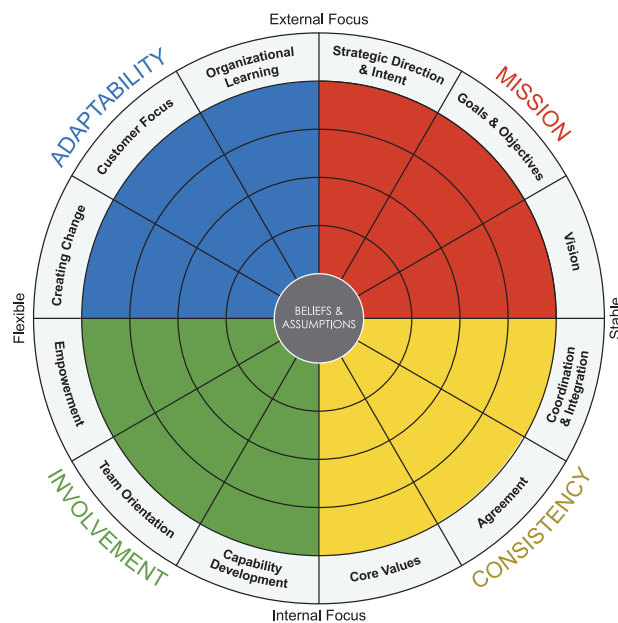 External Focus
ADAPTABILITY
MISSION
Organizational
Learning
Strategic Direction
& Intent
Customer Focus
Goals & Objectives
Creating Change
Vision
Flexible
BELIEFS &
ASSUMPTIONS
Stable
Empowerment
Coordination
& Integration
Team Orientation
Agreement
Capability
Development
Core Values
INVOLVEMENT
CONSISTENCY
Internal Focus